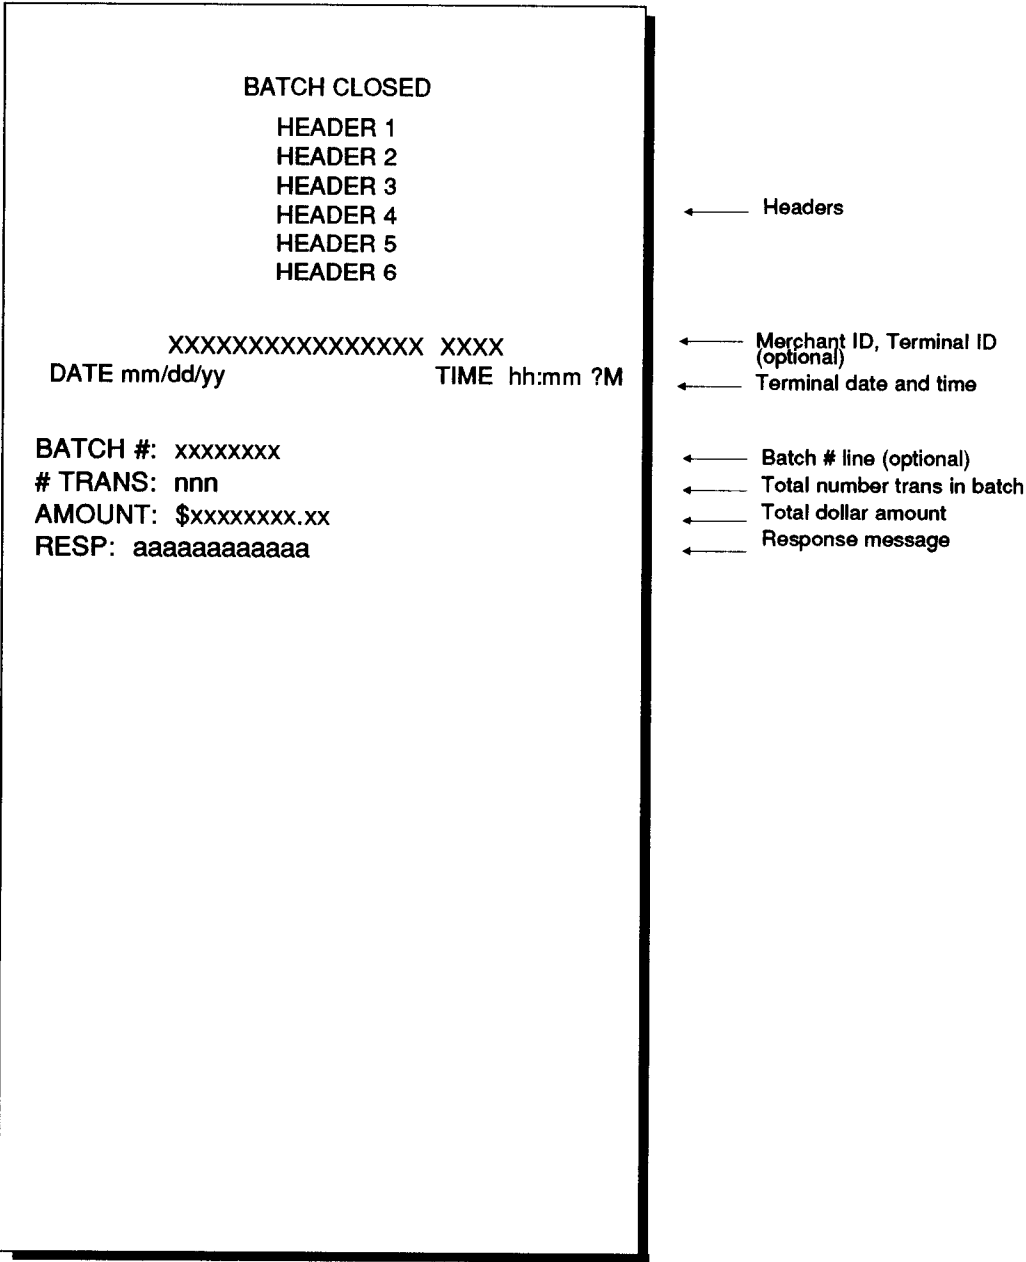 BATCH CLOSED
HEADER 1
HEADER 2
HEADER 3
HEADER 4
HEADER 5
HEADER 6
Headers
XXXXXXXXXXXXXXXX XXXX
Merchant ID, Terminal ID
(optional)
DATE mm/dd/yy TIME hh:mm ?M
Terminal date and time
BATCH #: xxxxxxxx
Batch # line (optional)
# TRANS: nnn
Total number trans in batch
AMOUNT: $xxxxxxxx.xx
Total dollar amount
RESP: aaaaaaaaaaaa
Response message